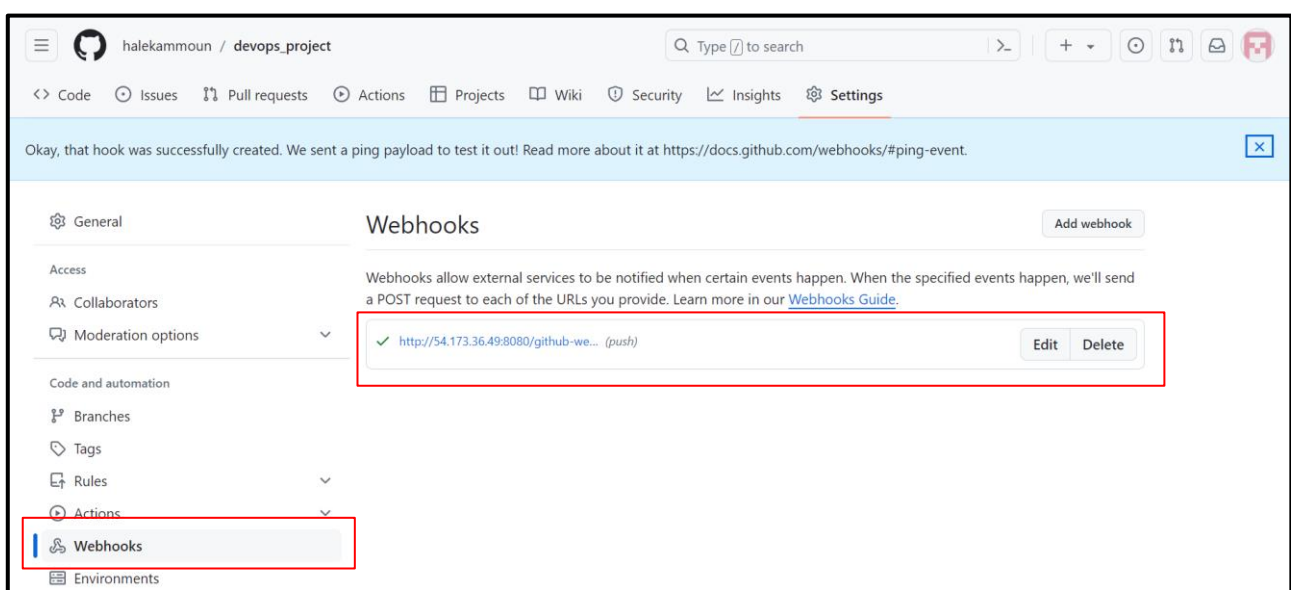 halekammoun / devops_project
Type / to search
Code Issues Pull requests Actions Projects Wiki Security Insights Settings
Okay, that hook was successfully created. We sent a ping payload to test it out! Read more about it at https://docs.github.com/webhooks/#ping-event.
General
Access
Collaborators
Moderation options
Code and automation
Branches
Tags
Rules
Actions
Webhooks
Environments
Webhooks
Add webhook
Webhooks allow external services to be notified when certain events happen. When the specified events happen, we'll send
a POST request to each of the URLs you provide. Learn more in our Webhooks Guide.
http://54.173.36.49:8080/github-we... (push)
Edit Delete